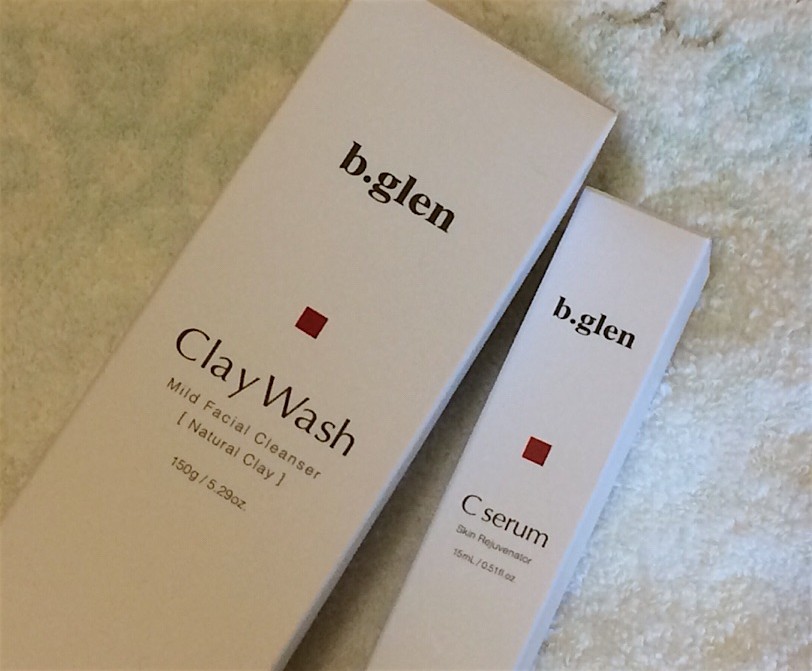 b.glen
Clay Wash
Mild Facial Cleanser
[ Natural Clay ]
150g / 5.29oz.
b.glen
C serum
Skin Rejuvenator
15mL / 0.51fl.oz.